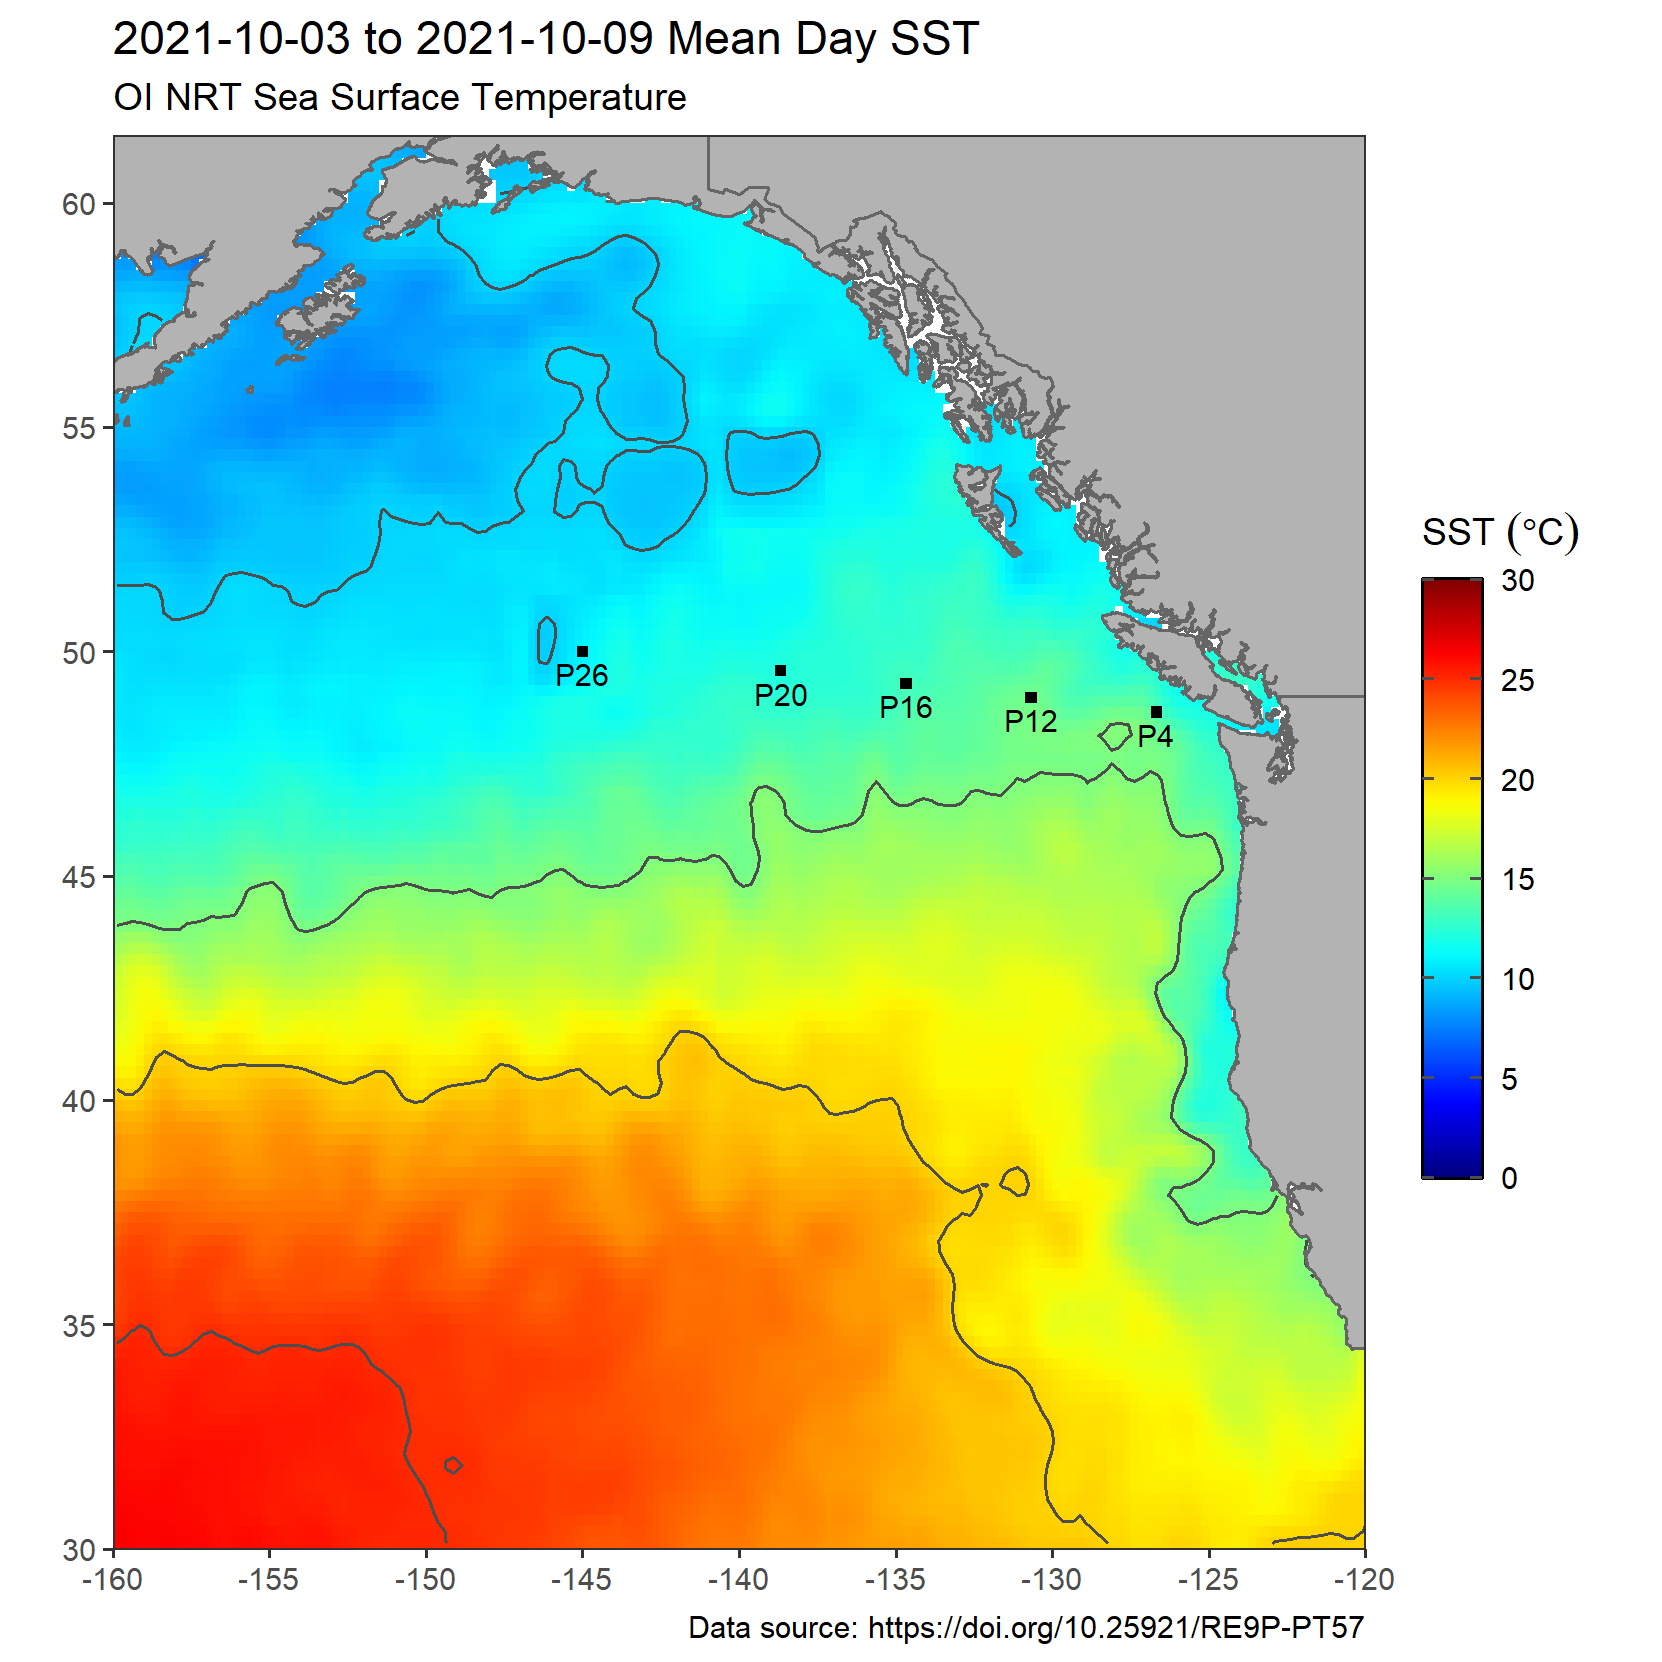 2021-10-03 to 2021-10-09 Mean Day SST
OI NRT Sea Surface Temperature
60
55
50
45
40
35
30
-160
-155
-150
-145
-140
-135
-130
-125
-120
P26
P20
P16
P12
P4
SST (°C)
30
25
20
15
10
5
0
Data source: https://doi.org/10.25921/RE9P-PT57